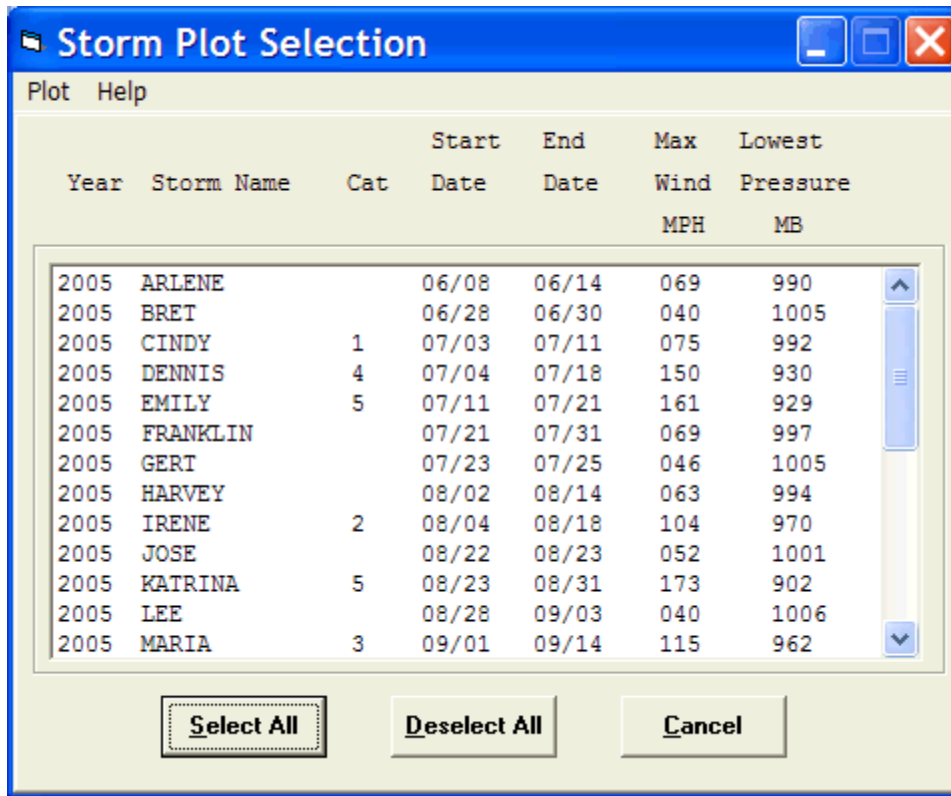 Storm Plot Selection
Plot Help
Start End Max Lowest
Year Storm Name Cat Date Date Wind Pressure
MPH MB
2005 ARLENE 06/08 06/14 069 990
2005 BRET 06/28 06/30 040 1005
2005 CINDY 1 07/03 07/11 075 992
2005 DENNIS 4 07/04 07/18 150 930
2005 EMILY 5 07/11 07/21 161 929
2005 FRANKLIN 07/21 07/31 069 997
2005 GERT 07/23 07/25 046 1005
2005 HARVEY 08/02 08/14 063 994
2005 IRENE 2 08/04 08/18 104 970
2005 JOSE 08/22 08/23 052 1001
2005 KATRINA 5 08/23 08/31 173 902
2005 LEE 08/28 09/03 040 1006
2005 MARIA 3 09/01 09/14 115 962
Select All Deselect All Cancel